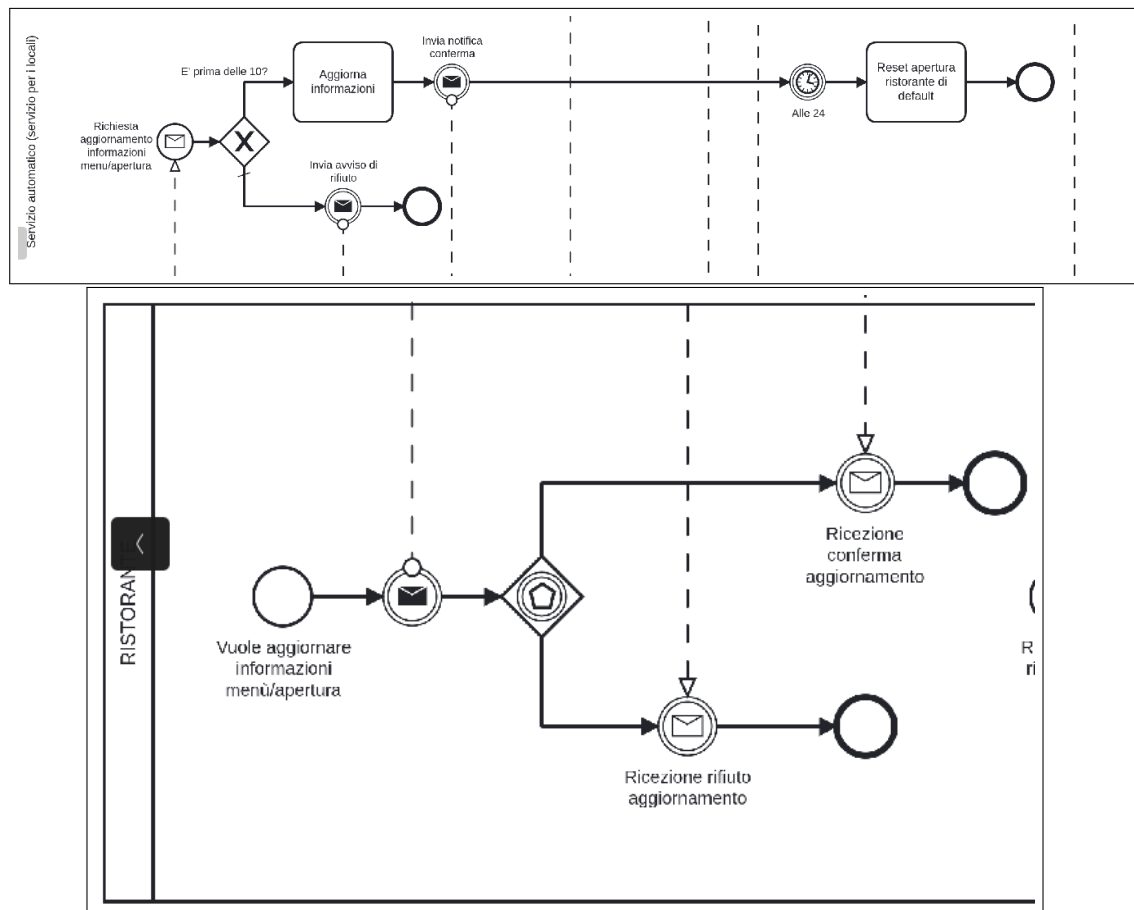 Servizio automatico (servizio per i locali)
Richiesta
aggiornamento
informazioni
menu/apertura
E' prima delle 10?
Aggiorna
informazioni
Invia notifica
conferma
Invia avviso di
rifiuto
Alle 24
Reset apertura
ristorante di
default
RISTORANTE
Vuole aggiornare
informazioni
menù/apertura
Ricezione
conferma
aggiornamento
Ricezione rifiuto
aggiornamento